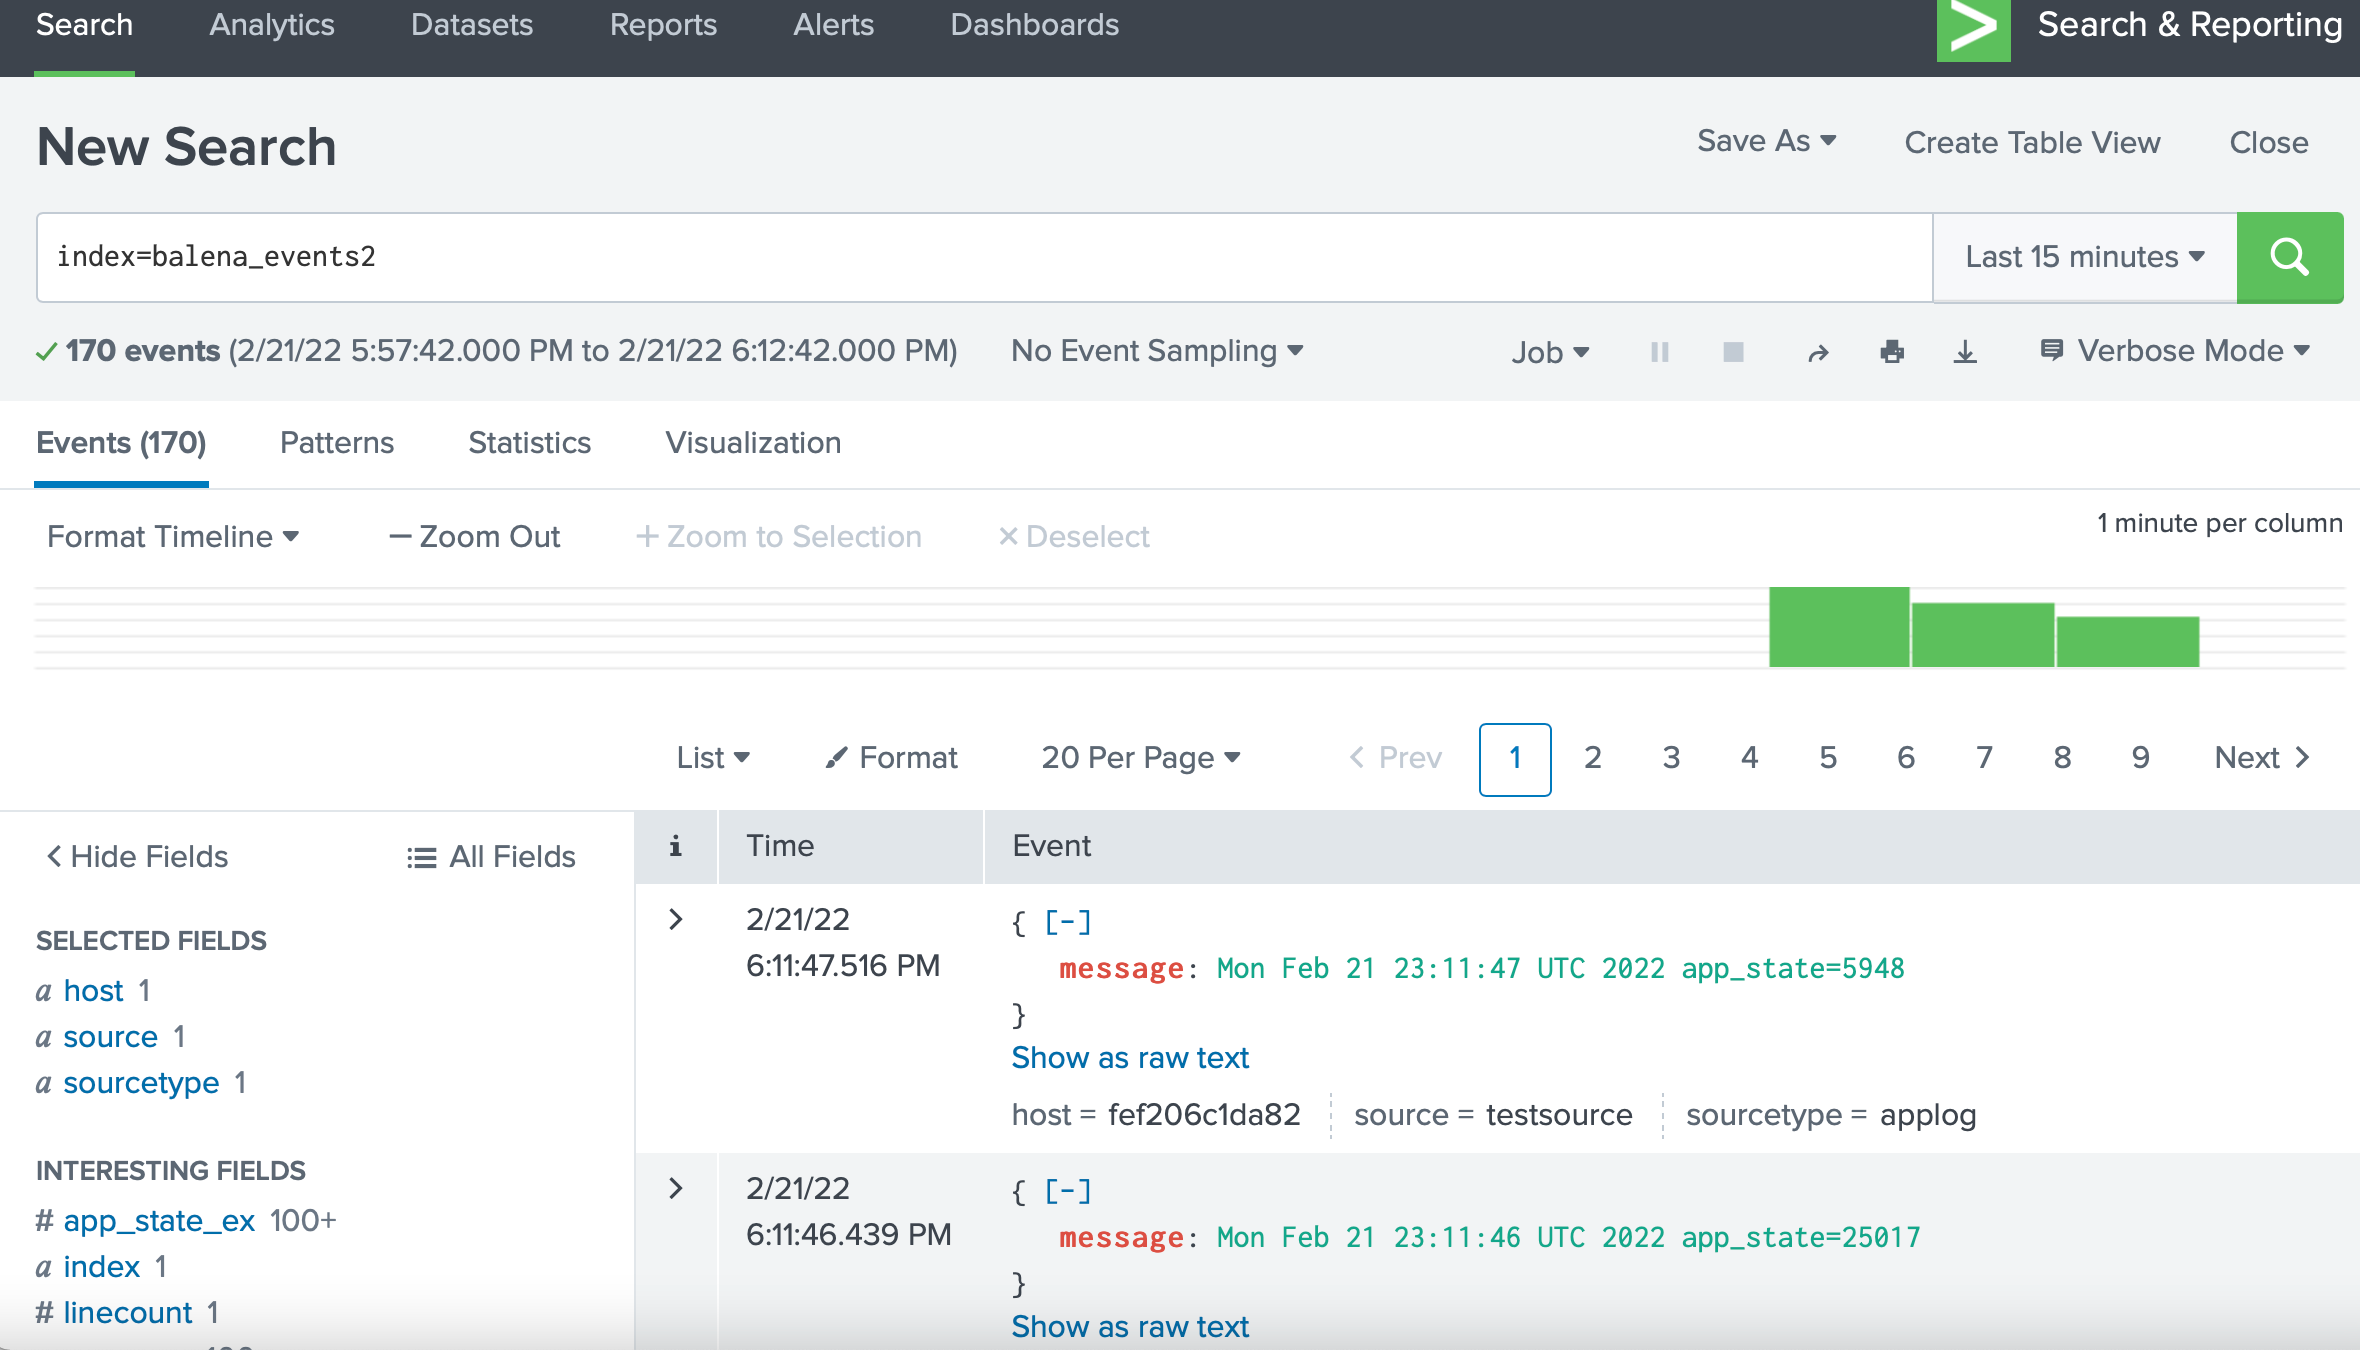 Search Analytics Datasets Reports Alerts Dashboards > Search & Reporting
New Search Save As Create Table View Close
index=balena_events2 Last 15 minutes
170 events (2/21/22 5:57:42.000 PM to 2/21/22 6:12:42.000 PM) No Event Sampling Job Verbose Mode
Events (170) Patterns Statistics Visualization
Format Timeline — Zoom Out + Zoom to Selection × Deselect 1 minute per column
List Format 20 Per Page < Prev 1 2 3 4 5 6 7 8 9 Next >
< Hide Fields All Fields
SELECTED FIELDS
a host 1
a source 1
a sourcetype 1
INTERESTING FIELDS
# app_state_ex 100+
a index 1
# linecount 1
i Time Event
> 2/21/22 { [-]
6:11:47.516 PM message: Mon Feb 21 23:11:47 UTC 2022 app_state=5948
}
Show as raw text
host = fef206c1da82 source = testsource sourcetype = applog
> 2/21/22 { [-]
6:11:46.439 PM message: Mon Feb 21 23:11:46 UTC 2022 app_state=25017
}
Show as raw text